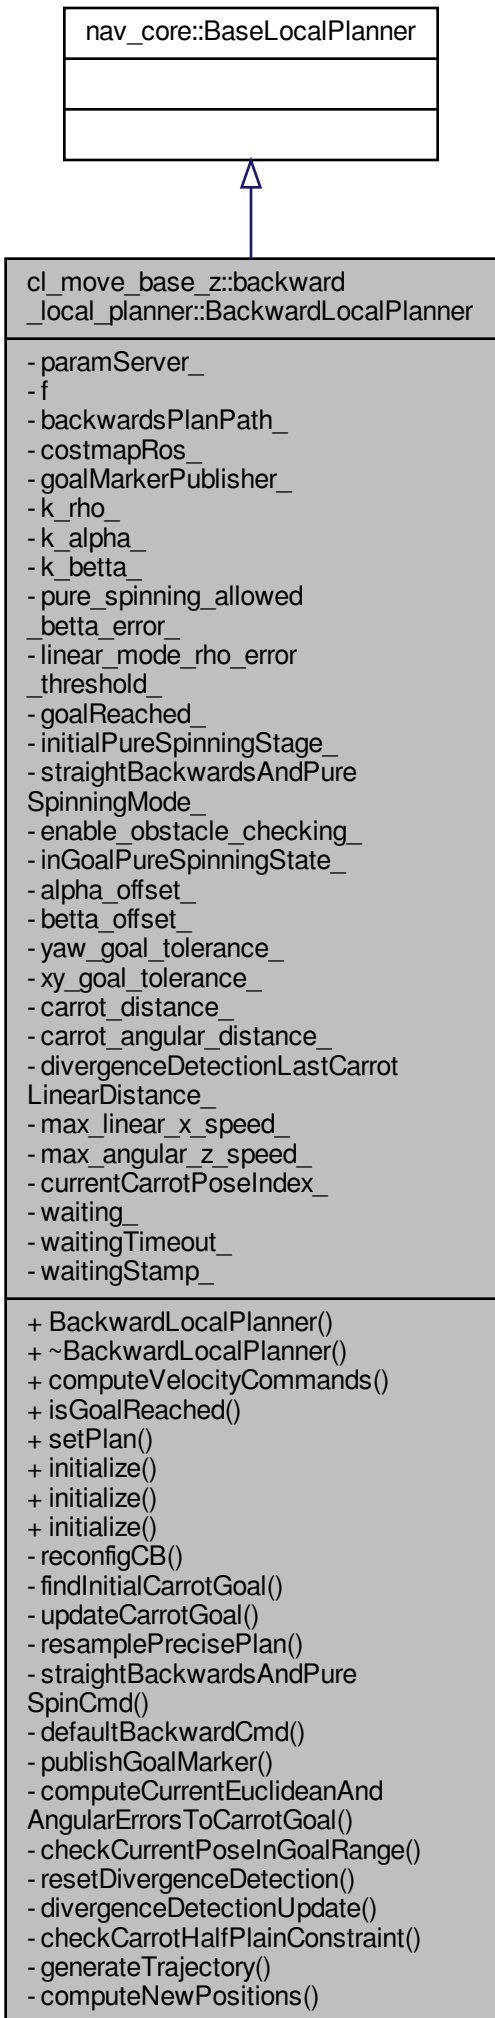 nav_core::BaseLocalPlanner
cl_move_base_z::backward
_local_planner::BackwardLocalPlanner
- paramServer_
- f
- backwardsPlanPath_
- costmapRos_
- goalMarkerPublisher_
- k_rho_
- k_alpha_
- k_betta_
- pure_spinning_allowed
_betta_error_
- linear_mode_rho_error
_threshold_
- goalReached_
- initialPureSpinningStage_
- straightBackwardsAndPure
SpinningMode_
- enable_obstacle_checking_
- inGoalPureSpinningState_
- alpha_offset_
- betta_offset_
- yaw_goal_tolerance_
- xy_goal_tolerance_
- carrot_distance_
- carrot_angular_distance_
- divergenceDetectionLastCarrot
LinearDistance_
- max_linear_x_speed_
- max_angular_z_speed_
- currentCarrotPoseIndex_
- waiting_
- waitingTimeout_
- waitingStamp_
+ BackwardLocalPlanner()
+ ~BackwardLocalPlanner()
+ computeVelocityCommands()
+ isGoalReached()
+ setPlan()
+ initialize()
+ initialize()
+ initialize()
- reconfigCB()
- findInitialCarrotGoal()
- updateCarrotGoal()
- resamplePrecisePlan()
- straightBackwardsAndPure
SpinCmd()
- defaultBackwardCmd()
- publishGoalMarker()
- computeCurrentEuclideanAnd
AngularErrorsToCarrotGoal()
- checkCurrentPoseInGoalRange()
- resetDivergenceDetection()
- divergenceDetectionUpdate()
- checkCarrotHalfPlainConstraint()
- generateTrajectory()
- computeNewPositions()